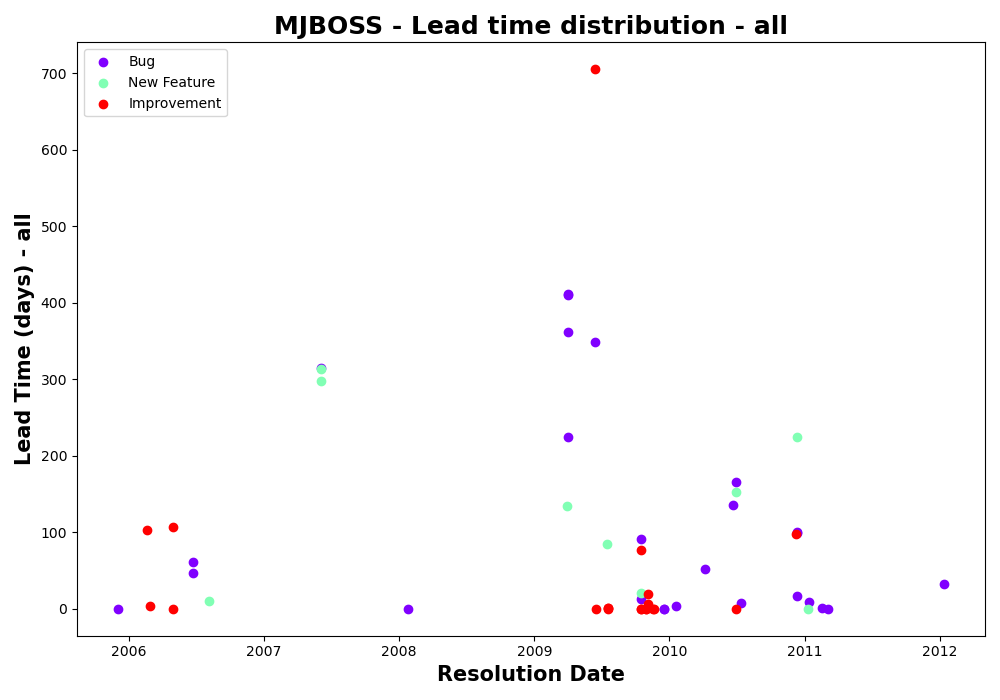 MJBOSS - Lead time distribution - all
Bug
New Feature
Improvement
700
600
500
400
300
200
100
0
Lead Time (days) - all
2006 2007 2008 2009 2010 2011 2012
Resolution Date